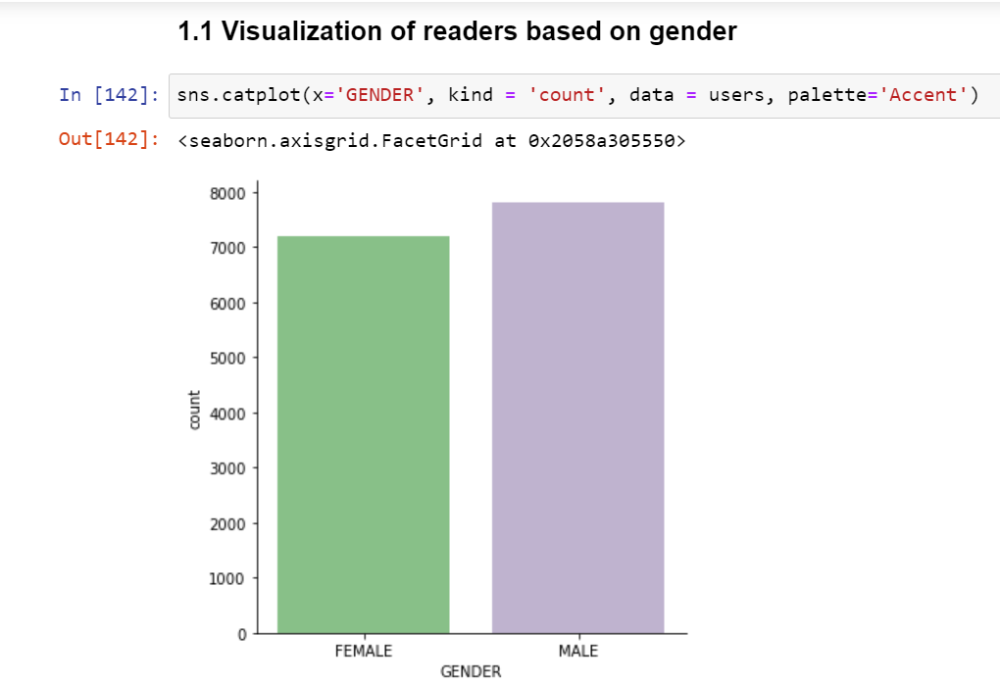 1.1 Visualization of readers based on gender
In [142]: sns.catplot(x='GENDER', kind = 'count', data = users, palette='Accent')
Out[142]: <seaborn.axisgrid.FacetGrid at 0x2058a305550>
8000
7000
6000
5000
4000
3000
2000
1000
0
count
FEMALE MALE
GENDER